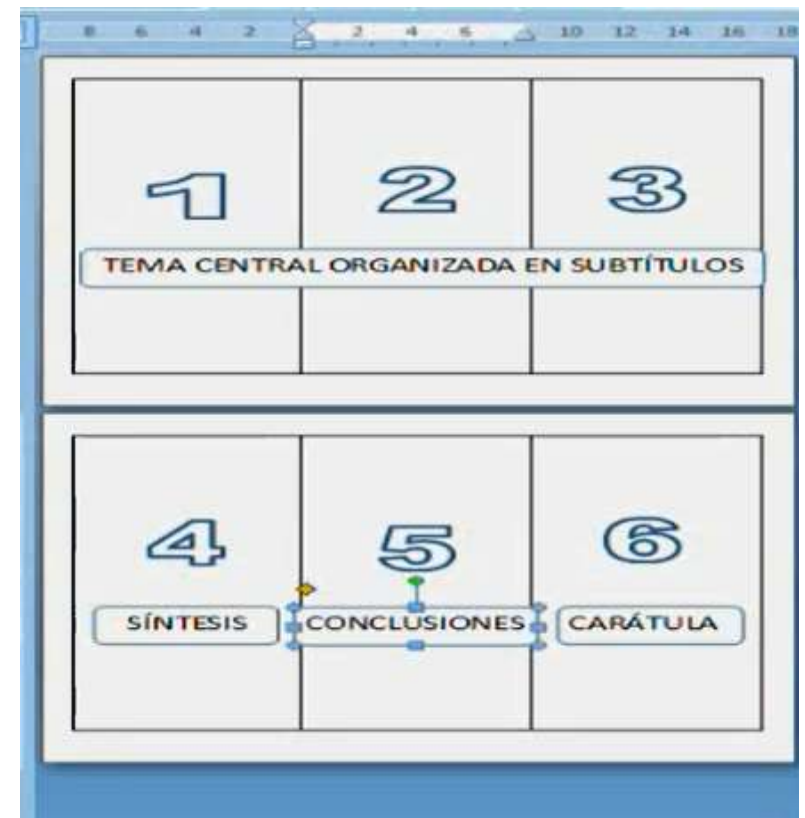 8 6 4 2 2 4 6 10 12 14 16 18
1 2 3
TEMA CENTRAL ORGANIZADA EN SUBTÍTULOS
4 5 6
SÍNTESIS CONCLUSIONES CARÁTULA